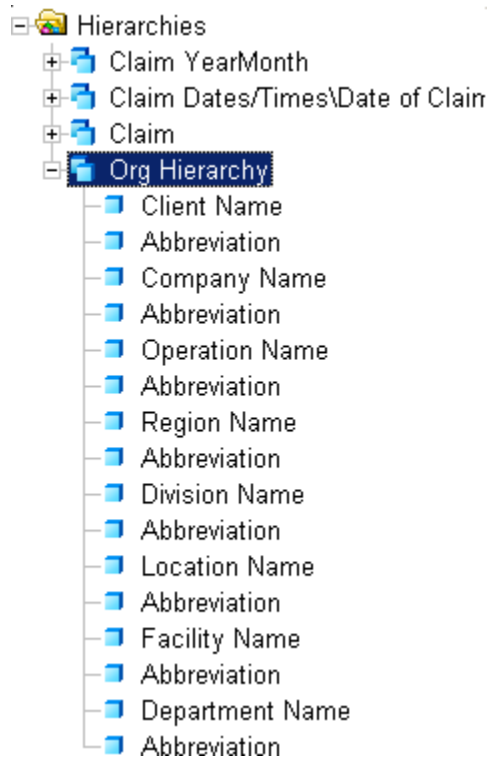 Hierarchies
Claim YearMonth
Claim Dates/Times\Date of Claim
Claim
Org Hierarchy
Client Name
Abbreviation
Company Name
Abbreviation
Operation Name
Abbreviation
Region Name
Abbreviation
Division Name
Abbreviation
Location Name
Abbreviation
Facility Name
Abbreviation
Department Name
Abbreviation